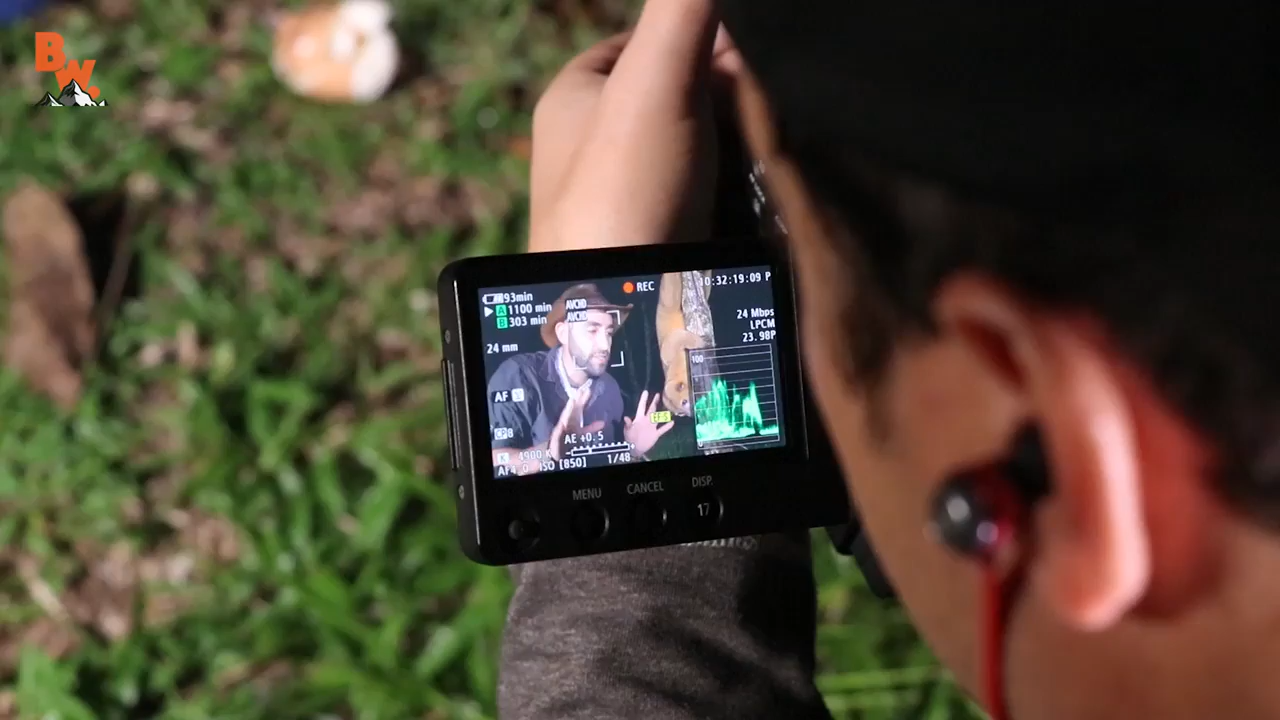 BW.
93min
A 1100 min
B 303 min
AVCHD
AVCHD
REC
10:32:19:09 P
24 Mbps
LPCM
23.98P
24 mm
100
AF
CP8
AE +0.5
K 4900 K
ISO [850]
1/48
MENU
CANCEL
DISP.
17